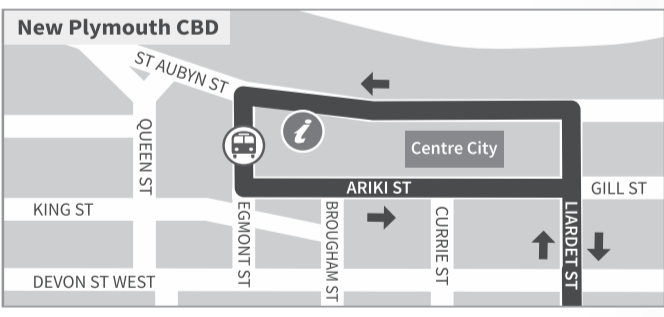 New Plymouth CBD
ST AUBYN ST
QUEEN ST
i
Centre City
ARIKI ST
GILL ST
KING ST
EGMONT ST
BROUGHAM ST
CURRIE ST
LIARDET ST
DEVON ST WEST